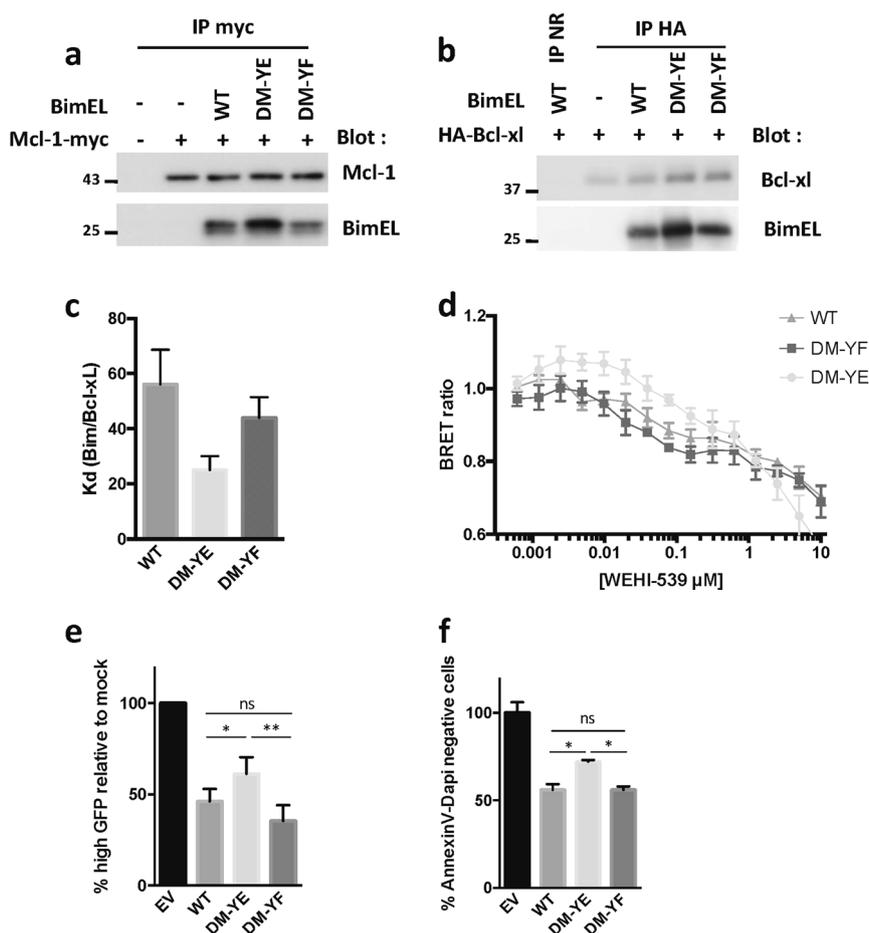 a
IP myc
BimEL - - WT DM-YE DM-YF
Mcl-1-myc - + + + + Blot :
43 Mcl-1
25 BimEL
b
IP NR IP HA
BimEL WT - WT DM-YE DM-YF
HA-Bcl-xl + + + + + Blot :
37 Bcl-xl
25 BimEL
c
Kd (Bim/Bcl-xL)
80
60
40
20
0
WT DM-YE DM-YF
d
BRET ratio
1.2
1.0
0.8
0.6
0.001 0.01 0.1 1 10
[WEHI-539 µM]
WT
DM-YF
DM-YE
e
% high GFP relative to mock
100
50
0
ns
* **
EV WT DM-YE DM-YF
f
% AnnexinV-Dapi negative cells
100
50
0
ns
* *
EV WT DM-YE DM-YF